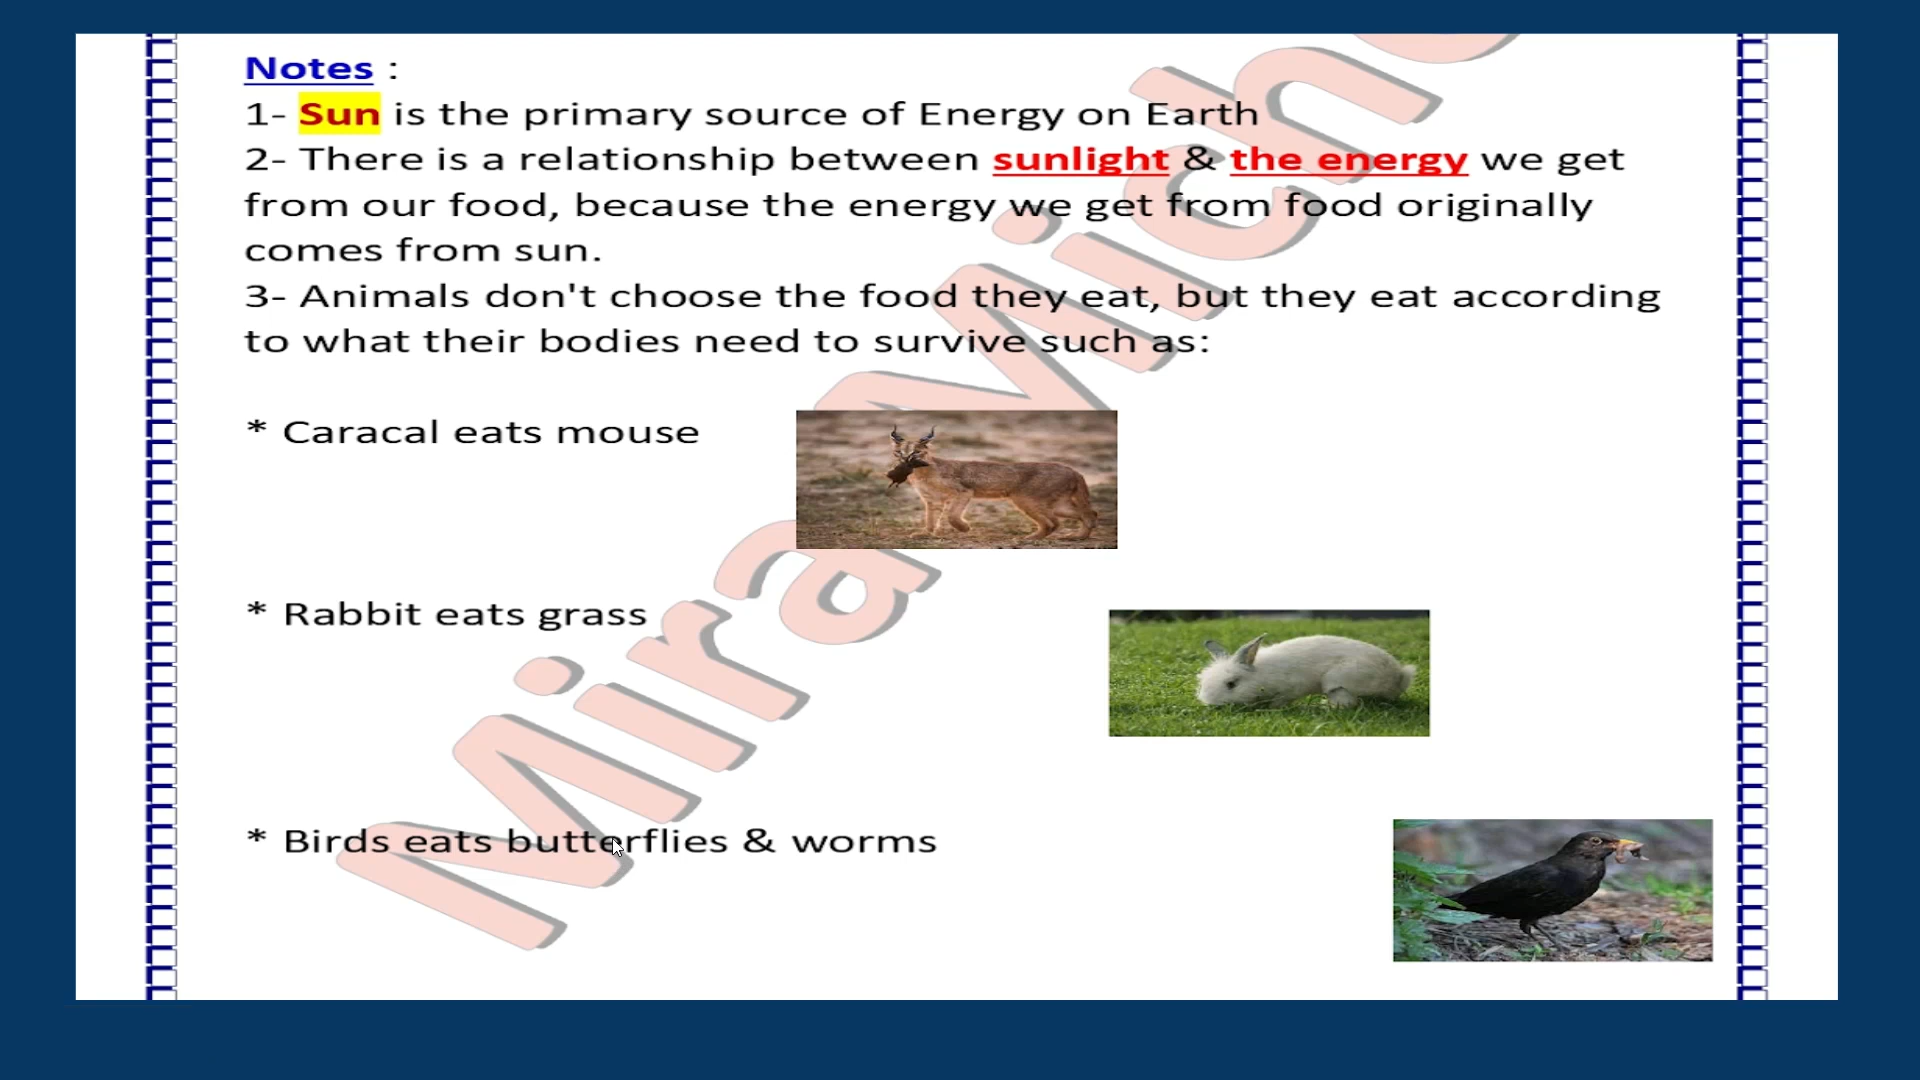 Notes :
1- Sun is the primary source of Energy on Earth
2- There is a relationship between sunlight & the energy we get
from our food, because the energy we get from food originally
comes from sun.
3- Animals don't choose the food they eat, but they eat according
to what their bodies need to survive such as:
* Caracal eats mouse
* Rabbit eats grass
* Birds eats butterflies & worms
Mira